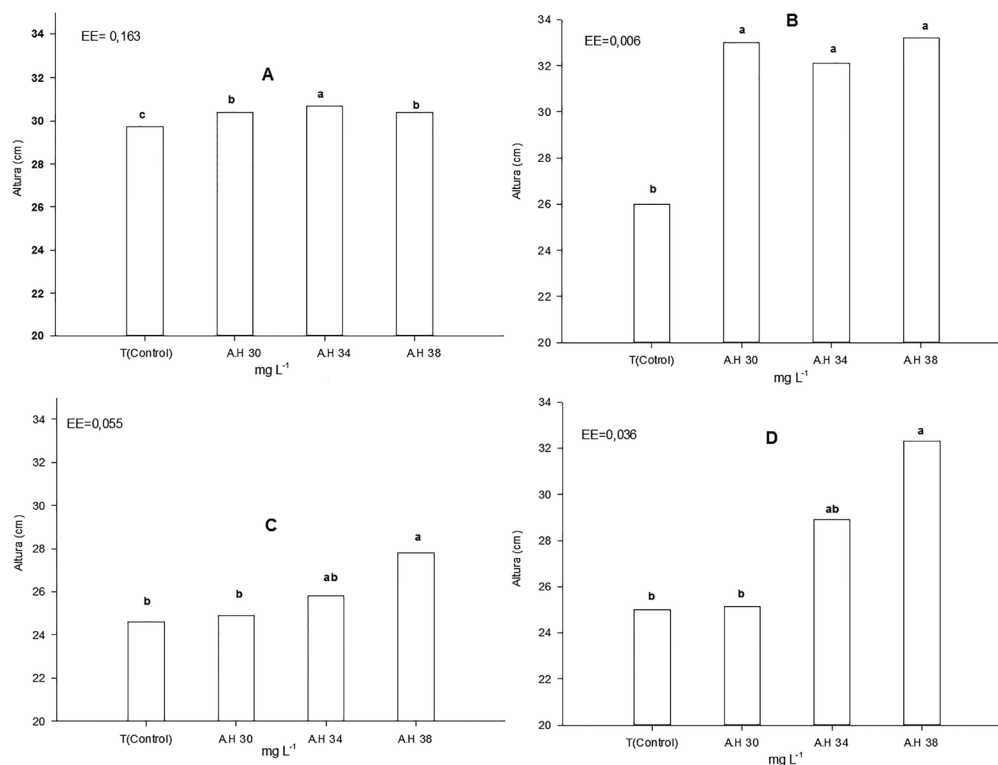 EE= 0,163
A
34
32
30
28
26
24
22
20
Altura (cm)
c
b
a
b
T(Control)
A.H 30
A.H 34
A.H 38
mg L-1
EE=0,006
B
34
32
30
28
26
24
22
20
Altura (cm)
b
a
a
a
T(Cotrol)
A.H 30
A.H 34
A.H 38
mg L-1
EE=0,055
C
34
32
30
28
26
24
22
20
Altura (cm)
b
b
ab
a
T(Control)
A.H 30
A.H 34
A.H 38
mg L-1
EE=0,036
D
34
32
30
28
26
24
22
20
Altura (cm)
b
b
ab
a
T(Control)
A.H 30
A.H 34
A.H 38
mg L-1